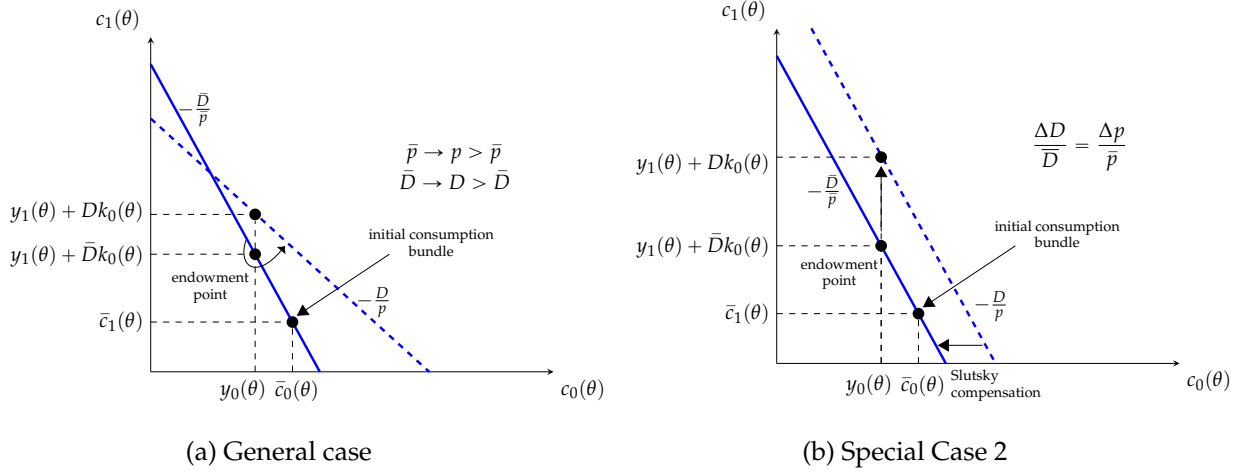 c₁(θ)
− D̄/p̄
p̄ → p > p̄
D̄ → D > D̄
y₁(θ) + Dk₀(θ)
initial consumption
bundle
y₁(θ) + D̄k₀(θ)
endowment
point
− D/p
c̄₁(θ)
y₀(θ) c̄₀(θ)
c₀(θ)
(a) General case
c₁(θ)
ΔD/D̄ = Δp/p̄
y₁(θ) + Dk₀(θ)
− D̄/p̄
initial consumption
bundle
y₁(θ) + D̄k₀(θ)
endowment
point
− D/p
c̄₁(θ)
y₀(θ) c̄₀(θ)
Slutsky
compensation
c₀(θ)
(b) Special Case 2